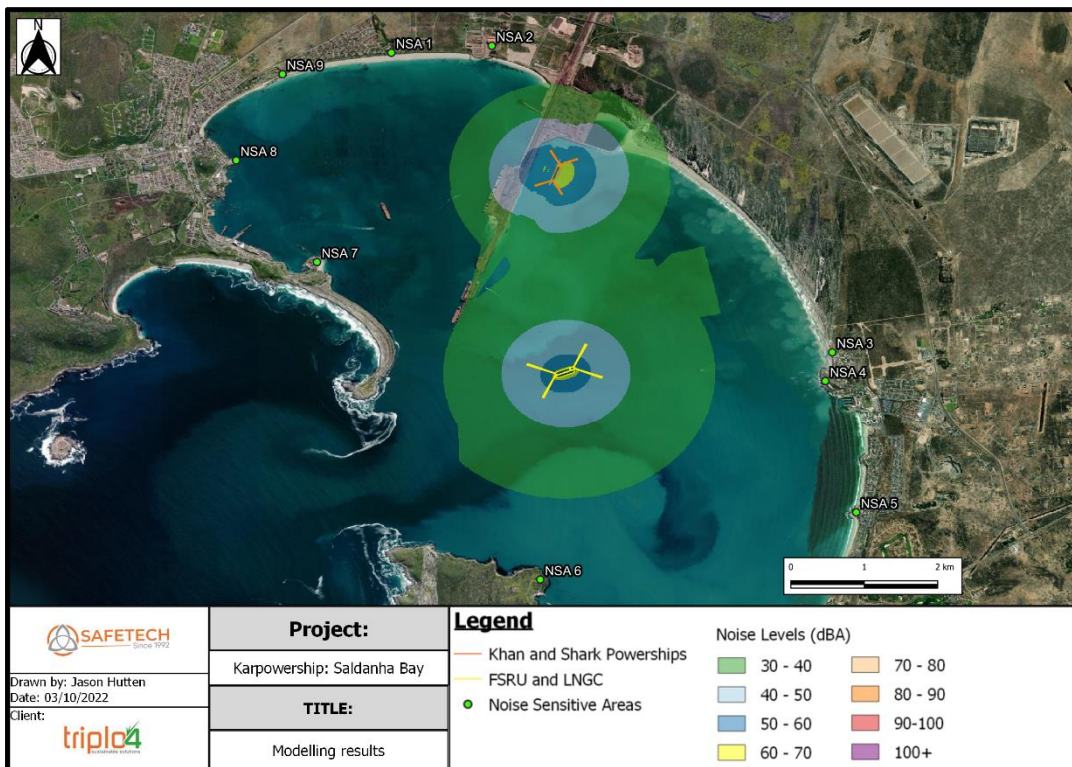 N
NSA 1
NSA 2
NSA 9
NSA 8
NSA 7
NSA 3
NSA 4
NSA 5
NSA 6
0 1 2 km
SAFETECH
Since 1992
Drawn by: Jason Hutten
Date: 03/10/2022
Client:
triplo4
sustainable solutions
Project:
Karpowership: Saldanha Bay
TITLE:
Modelling results
Legend
Khan and Shark Powerships
FSRU and LNGC
Noise Sensitive Areas
Noise Levels (dBA)
30 - 40
40 - 50
50 - 60
60 - 70
70 - 80
80 - 90
90-100
100+